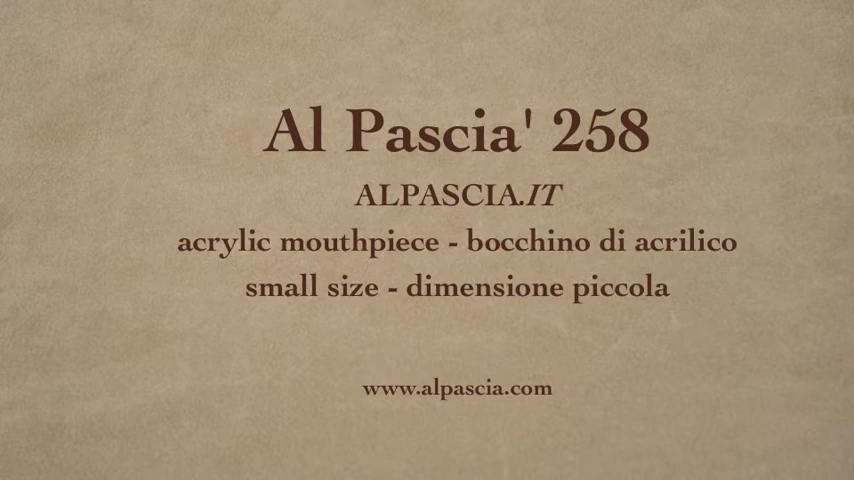 Al Pascia' 258
ALPASCIA.IT
acrylic mouthpiece - bocchino di acrilico
small size - dimensione piccola
www.alpascia.com